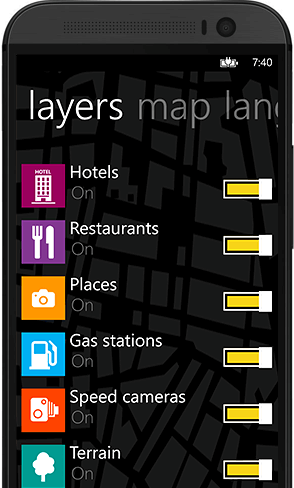 7:40
layers map lang
HOTEL
Hotels
On
Restaurants
On
Places
On
Gas stations
On
Speed cameras
On
Terrain
On